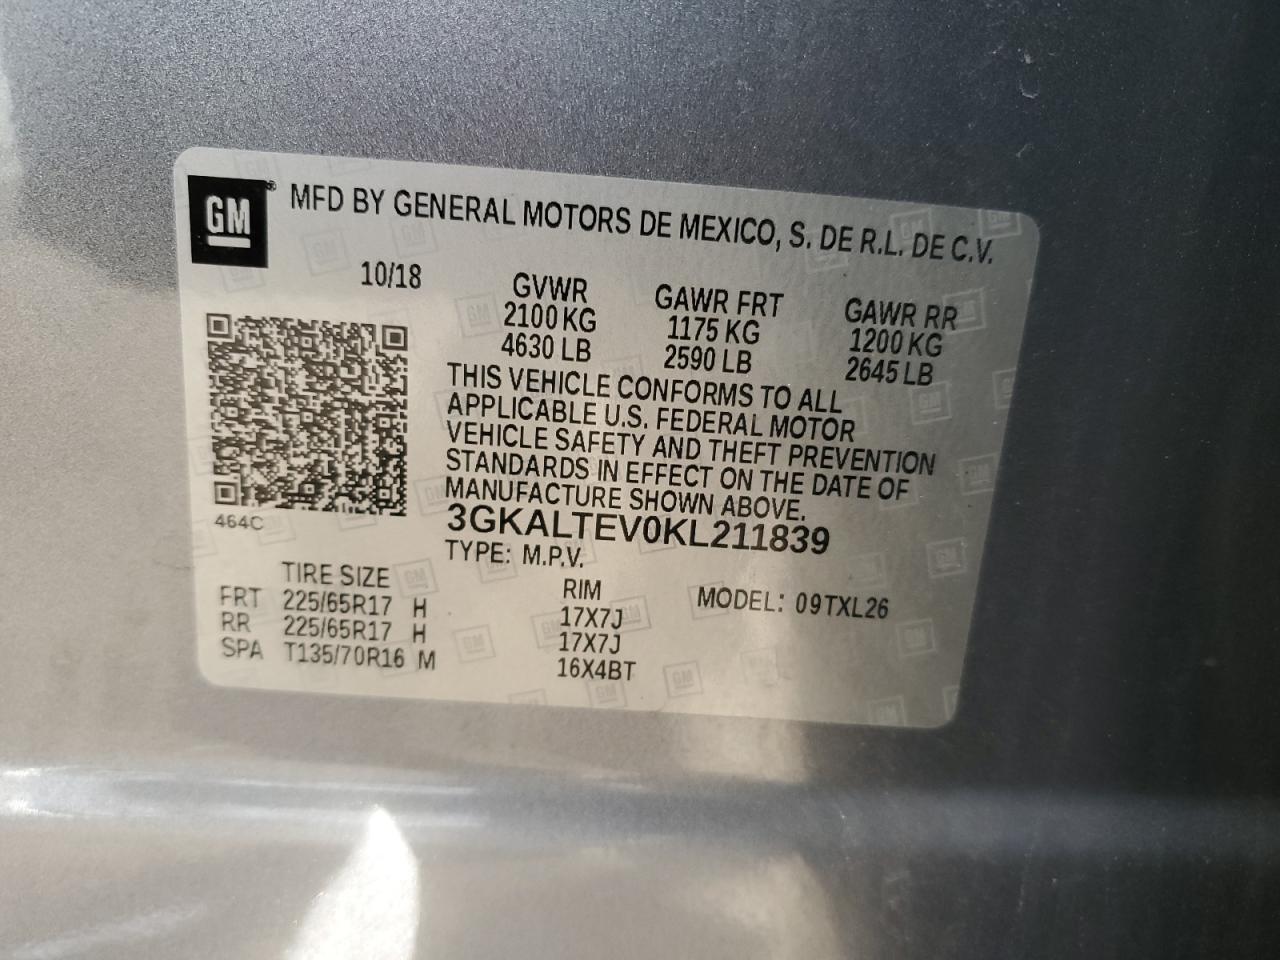 GM ® MFD BY GENERAL MOTORS DE MEXICO, S. DE R.L. DE C.V.
10/18
GVWR GAWR FRT GAWR RR
2100 KG 1175 KG 1200 KG
4630 LB 2590 LB 2645 LB
THIS VEHICLE CONFORMS TO ALL
APPLICABLE U.S. FEDERAL MOTOR
VEHICLE SAFETY AND THEFT PREVENTION
STANDARDS IN EFFECT ON THE DATE OF
MANUFACTURE SHOWN ABOVE.
464C
3GKALTEV0KL211839
TYPE: M.P.V.
TIRE SIZE RIM MODEL: 09TXL26
FRT 225/65R17 H 17X7J
RR 225/65R17 H 17X7J
SPA T135/70R16 M 16X4BT